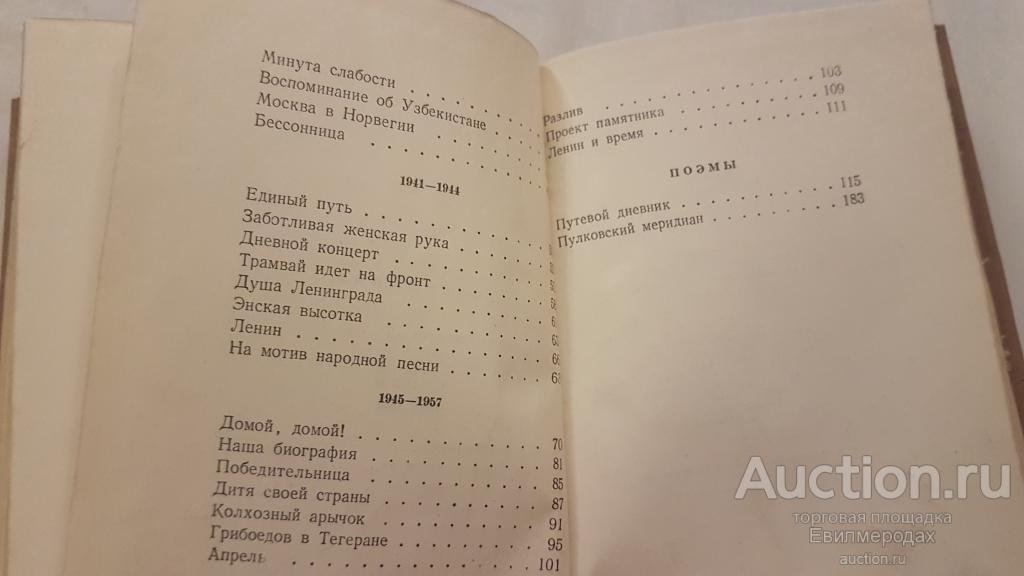 Минута слабости . . . . . .
Воспоминание об Узбекистане . . . .
Москва в Норвегии . . . . . .
Бессонница . . . . . . . .
1941—1944
Единый путь . . . . . . . .
Заботливая женская рука . . . . .
Дневной концерт . . . . . . .
Трамвай идет на фронт . . . . . .
Душа Ленинграда . . . . . . .
Энская высотка . . . . . . .
Ленин . . . . . . . . . .
На мотив народной песни . . . . .
1945—1957
Домой, домой! . . . . . . . . 70
Наша биография . . . . . . . 81
Победительница . . . . . . . 85
Дитя своей страны . . . . . . . 87
Колхозный арычок . . . . . . . 91
Грибоедов в Тегеране . . . . . . 95
Апрель . . . . . . . . . . 101
Разлив . . . . . . . . . 103
Проект памятника . . . . . . 109
Ленин и время . . . . . . . 111
ПОЭМЫ
Путевой дневник . . . . . . . 115
Пулковский меридиан . . . . . 183
Auction.ru
торговая площадка
Евилмеродах
auction.ru